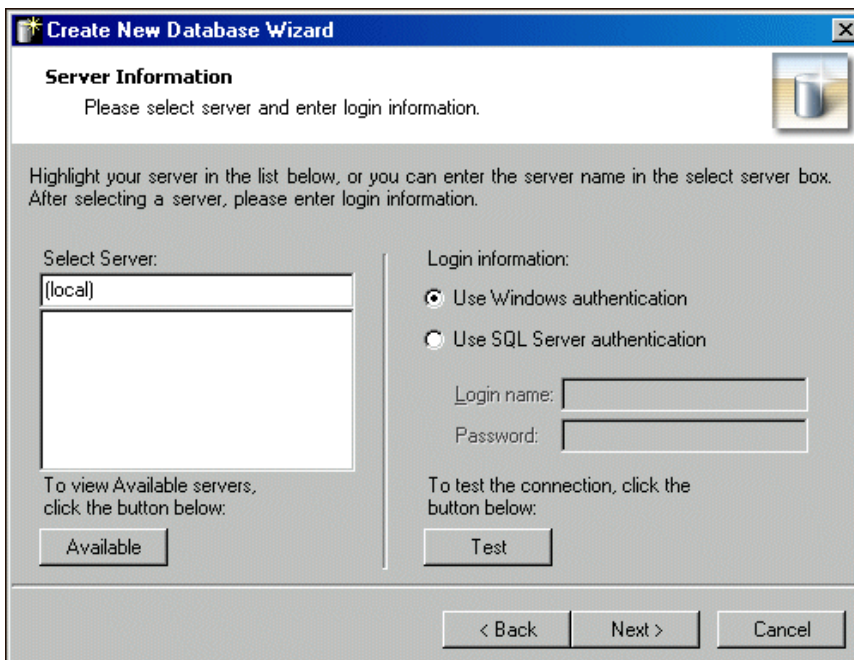 Create New Database Wizard
Server Information
Please select server and enter login information.
Highlight your server in the list below, or you can enter the server name in the select server box.
After selecting a server, please enter login information.
Select Server:
(local)
To view Available servers,
click the button below:
Available
Login information:
Use Windows authentication
Use SQL Server authentication
Login name:
Password:
To test the connection, click the
button below:
Test
< Back
Next >
Cancel